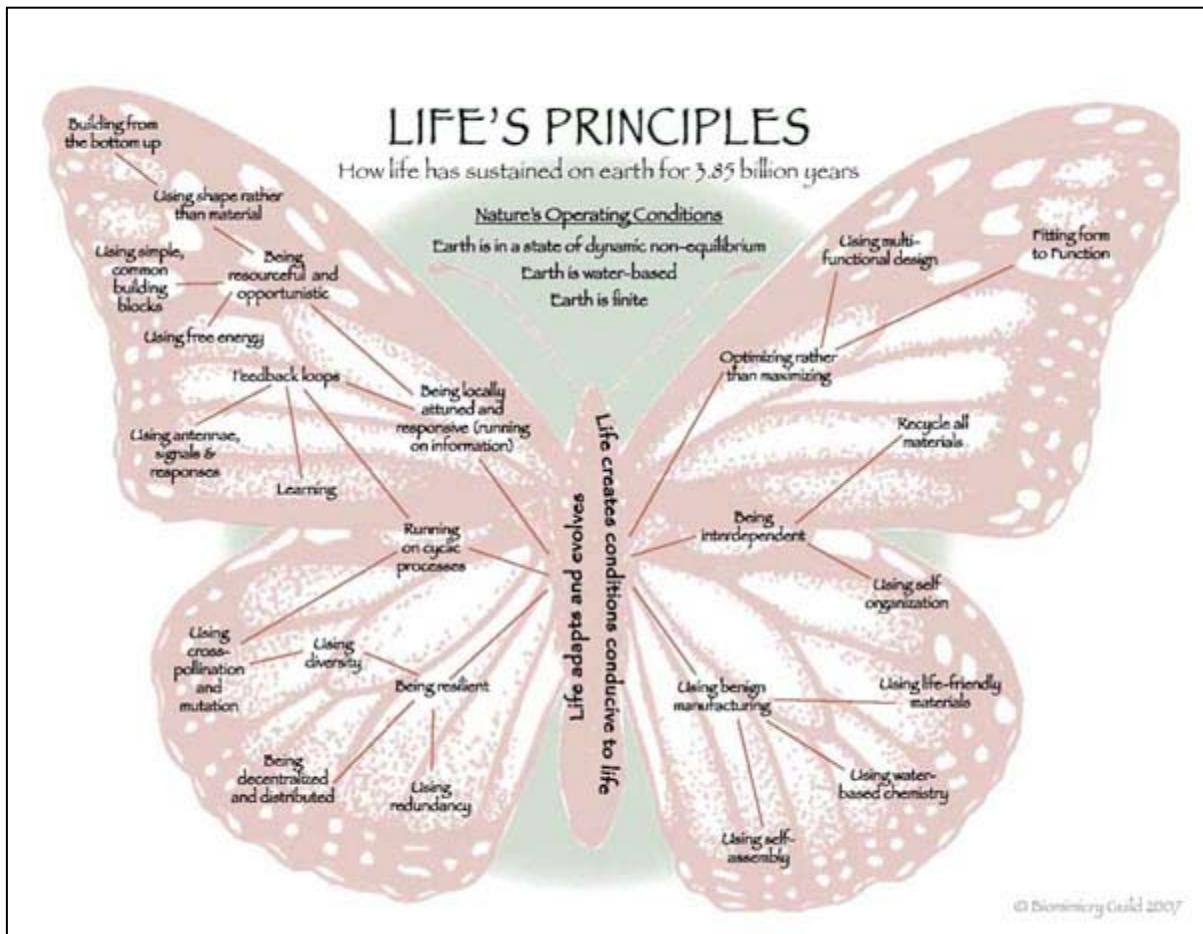 LIFE'S PRINCIPLES
How life has sustained on earth for 3.85 billion years
Nature's Operating Conditions
Earth is in a state of dynamic non-equilibrium
Earth is water-based
Earth is finite
Building from
the bottom up
Using shape rather
than material
Using simple,
common
building
blocks
Being
resourceful and
opportunistic
Using free energy
Feedback loops
Being locally
attuned and
responsive (running
on information)
Using antennae,
signals &
responses
Learning
Running
on cyclic
processes
Using
cross-
pollination
and
mutation
Using
diversity
Being resilient
Being
decentralized
and distributed
Using
redundancy
Life adapts and evolves
Life creates conditions conducive to life
Using multi-
functional design
Fitting form
to Function
Optimizing rather
than maximizing
Recycle all
materials
Being
interdependent
Using self
organization
Using benign
manufacturing
Using life-friendly
materials
Using water-
based chemistry
Using self-
assembly
© Biomimicry Guild 2007